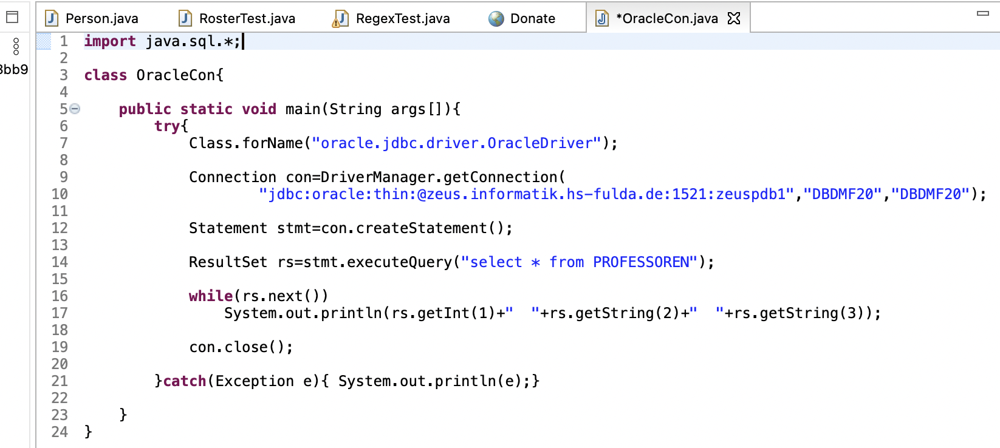 Person.java RosterTest.java RegexTest.java Donate *OracleCon.java
3bb9
1 import java.sql.*;
2
3 class OracleCon{
4
5 public static void main(String args[]){
6 try{
7 Class.forName("oracle.jdbc.driver.OracleDriver");
8
9 Connection con=DriverManager.getConnection(
10 "jdbc:oracle:thin:@zeus.informatik.hs-fulda.de:1521:zeuspdb1","DBDMF20","DBDMF20");
11
12 Statement stmt=con.createStatement();
13
14 ResultSet rs=stmt.executeQuery("select * from PROFESSOREN");
15
16 while(rs.next())
17 System.out.println(rs.getInt(1)+"  "+rs.getString(2)+"  "+rs.getString(3));
18
19 con.close();
20
21 }catch(Exception e){ System.out.println(e);}
22
23 }
24 }